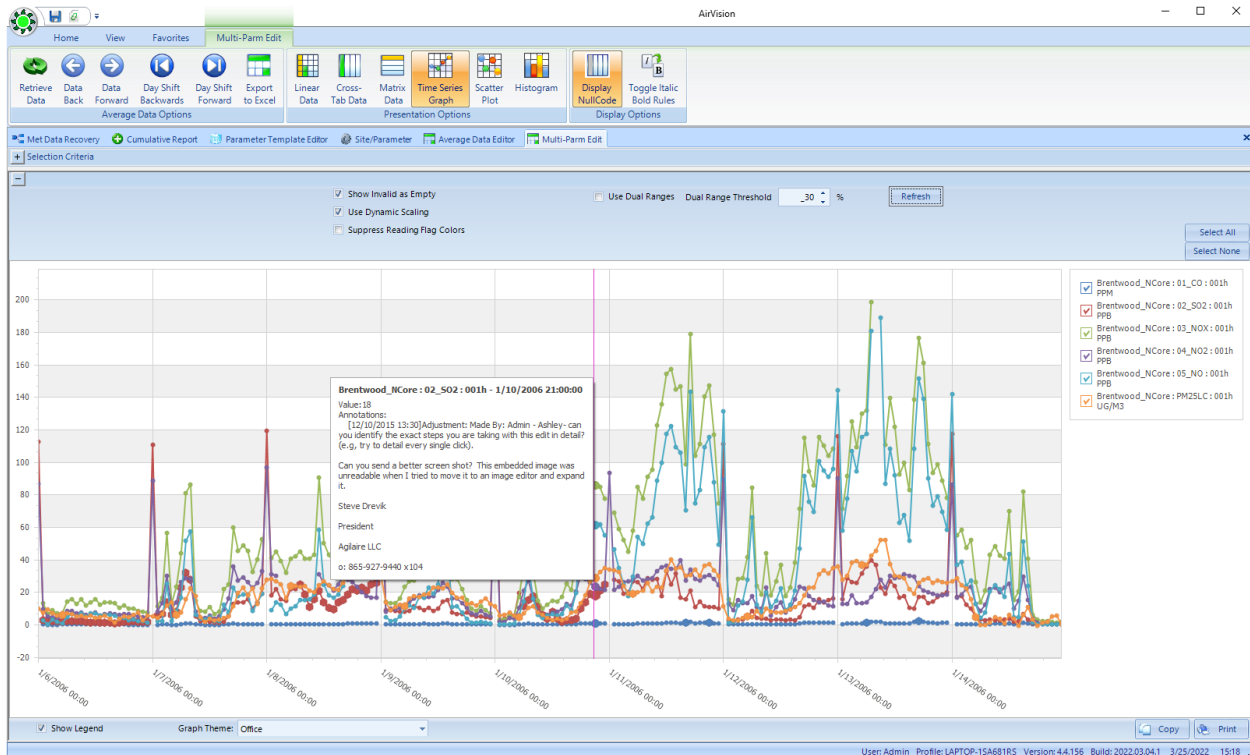 AirVision
Home View Favorites Multi-Parm Edit
Retrieve Data
Data Back
Data Forward
Day Shift Backwards
Day Shift Forward
Export to Excel
Linear Data
Cross-Tab Data
Matrix Data
Time Series Graph
Scatter Plot
Histogram
Display NullCode
Toggle Italic Bold Rules
Average Data Options Presentation Options Display Options
Met Data Recovery Cumulative Report Parameter Template Editor Site/Parameter Average Data Editor Multi-Parm Edit
Selection Criteria
Show Invalid as Empty Use Dual Ranges Dual Range Threshold _30 % Refresh
Use Dynamic Scaling
Suppress Reading Flag Colors
Select All
Select None
200
180
160
140
120
100
80
60
40
20
0
-20
Brentwood_NCore : 02_SO2 : 001h - 1/10/2006 21:00:00
Value: 18
Annotations:
[12/10/2015 13:30]Adjustment: Made By: Admin - Ashley- can
you identify the exact steps you are taking with this edit in detail?
(e.g, try to detail every single click).
Can you send a better screen shot? This embedded image was
unreadable when I tried to move it to an image editor and expand
it.
Steve Drevik
President
Agilaire LLC
o: 865-927-9440 x104
Brentwood_NCore : 01_CO : 001h
PPM
Brentwood_NCore : 02_SO2 : 001h
PPB
Brentwood_NCore : 03_NOX : 001h
PPB
Brentwood_NCore : 04_NO2 : 001h
PPB
Brentwood_NCore : 05_NO : 001h
PPB
Brentwood_NCore : PM25LC : 001h
UG/M3
1/6/2006 00:00
1/7/2006 00:00
1/8/2006 00:00
1/9/2006 00:00
1/10/2006 00:00
1/11/2006 00:00
1/12/2006 00:00
1/13/2006 00:00
1/14/2006 00:00
Show Legend Graph Theme: Office Copy Print
User: Admin Profile: LAPTOP-1SA681RS Version: 4.4.156 Build: 2022.03.04.1 3/25/2022 15:18